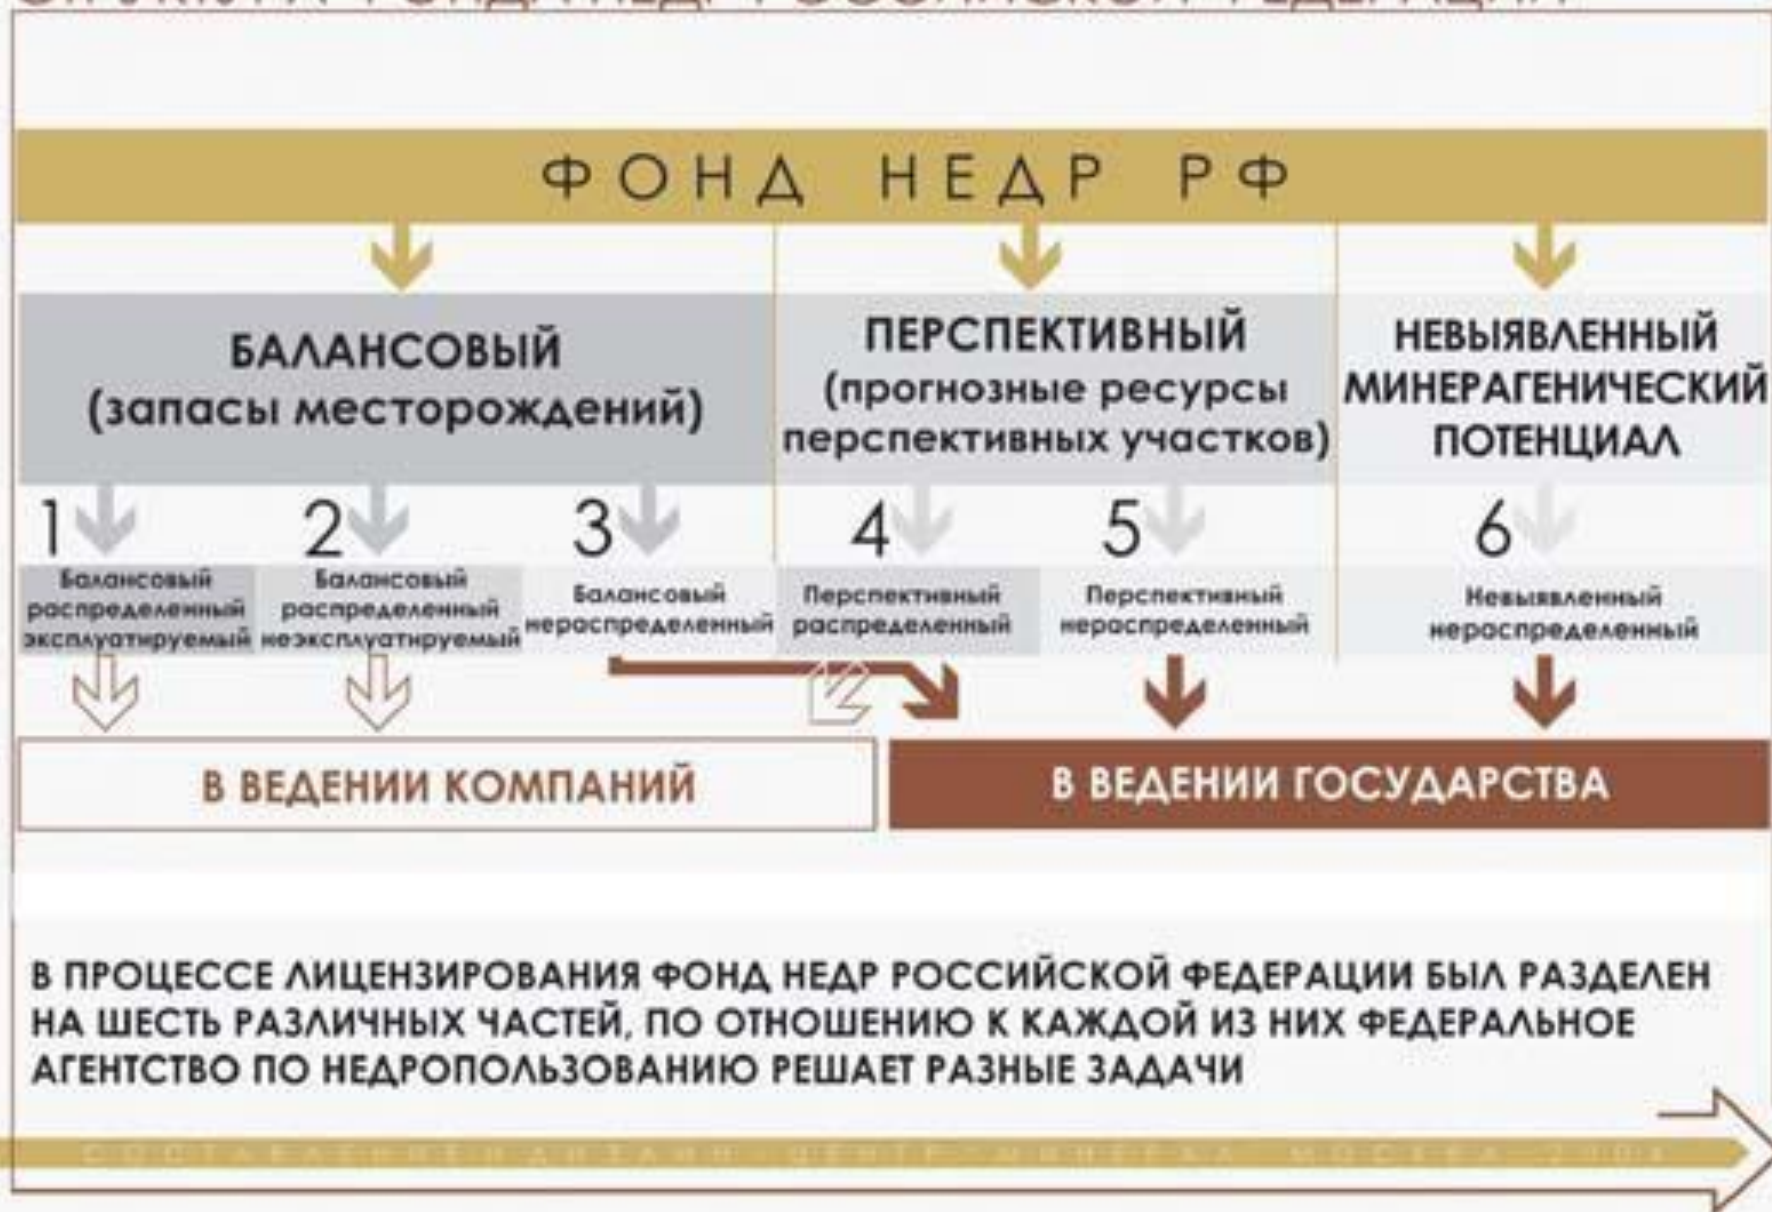 ФОНД НЕДР РФ
БАЛАНСОВЫЙ
(запасы месторождений)
ПЕРСПЕКТИВНЫЙ
(прогнозные ресурсы
перспективных участков)
НЕВЫЯВЛЕННЫЙ
МИНЕРАГЕНИЧЕСКИЙ
ПОТЕНЦИАЛ
1
Балансовый
распределенный
эксплуатируемый
2
Балансовый
распределенный
неэксплуатируемый
3
Балансовый
нераспределенный
4
Перспективный
распределенный
5
Перспективный
нераспределенный
6
Невыявленный
нераспределенный
В ВЕДЕНИИ КОМПАНИЙ
В ВЕДЕНИИ ГОСУДАРСТВА
В ПРОЦЕССЕ ЛИЦЕНЗИРОВАНИЯ ФОНД НЕДР РОССИЙСКОЙ ФЕДЕРАЦИИ БЫЛ РАЗДЕЛЕН
НА ШЕСТЬ РАЗЛИЧНЫХ ЧАСТЕЙ, ПО ОТНОШЕНИЮ К КАЖДОЙ ИЗ НИХ ФЕДЕРАЛЬНОЕ
АГЕНТСТВО ПО НЕДРОПОЛЬЗОВАНИЮ РЕШАЕТ РАЗНЫЕ ЗАДАЧИ